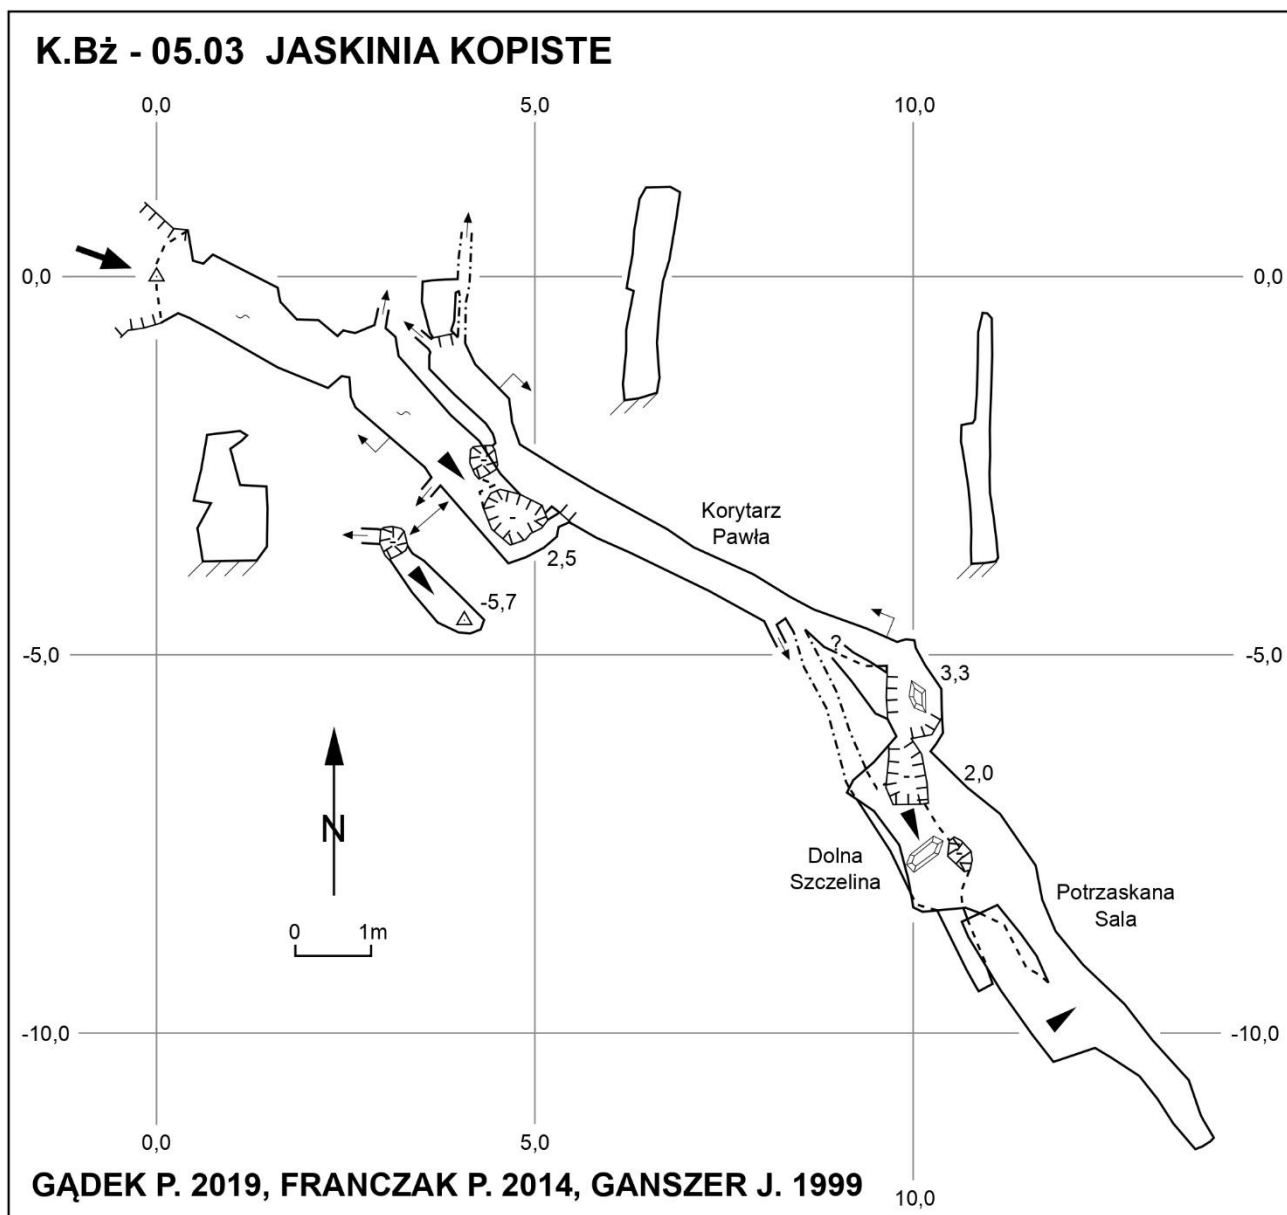 K.Bż - 05.03 JASKINIA KOPISTE
0,0 5,0 10,0
0,0 0,0
Korytarz
Pawła
2,5
-5,7
?
-5,0 -5,0
3,3
2,0
N
Dolna
Szczelina
Potrzaskana
Sala
0 1m
-10,0 -10,0
0,0 5,0 10,0
GĄDEK P. 2019, FRANCZAK P. 2014, GANSZER J. 1999